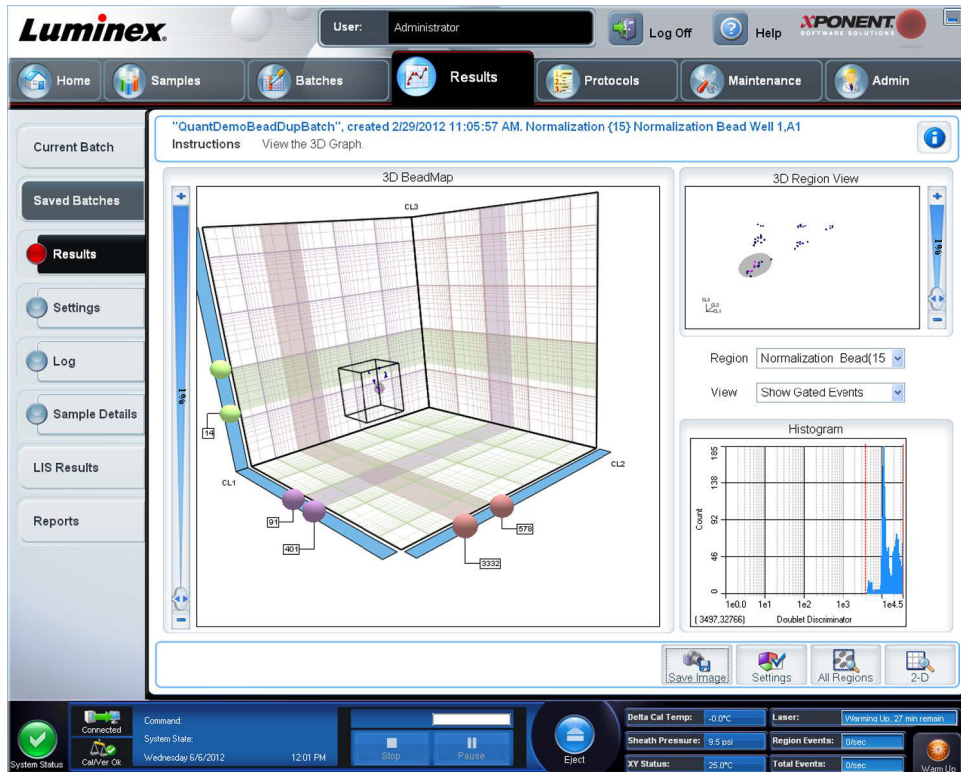 Luminex.
User: Administrator
Log Off
Help
XPONENT.
SOFTWARE SOLUTIONS
Home
Samples
Batches
Results
Protocols
Maintenance
Admin
Current Batch
Saved Batches
Results
Settings
Log
Sample Details
LIS Results
Reports
"QuantDemoBeadDupBatch", created 2/29/2012 11:05:57 AM. Normalization {15} Normalization Bead Well 1,A1
Instructions View the 3D Graph.
3D BeadMap
1%
CL3
CL1
CL2
14
91
401
578
3332
3D Region View
1%
CL3
CL2
CL1
Region Normalization Bead(15
View Show Gated Events
Histogram
Count
185
138
92
46
0
1e0.0 1e1 1e2 1e3 1e4.5
( 3497,32766) Doublet Discriminator
Save Image
Settings
All Regions
2-D
System Status
Connected
Cal/Ver Ok
Command:
System State:
Wednesday 6/6/2012 12:01 PM
Stop
Pause
Eject
Delta Cal Temp: -0.0°C
Sheath Pressure: 9.5 psi
XY Status: 25.0°C
Laser: Warming Up, 27 min remain
Region Events: 0/sec
Total Events: 0/sec
Warm Up